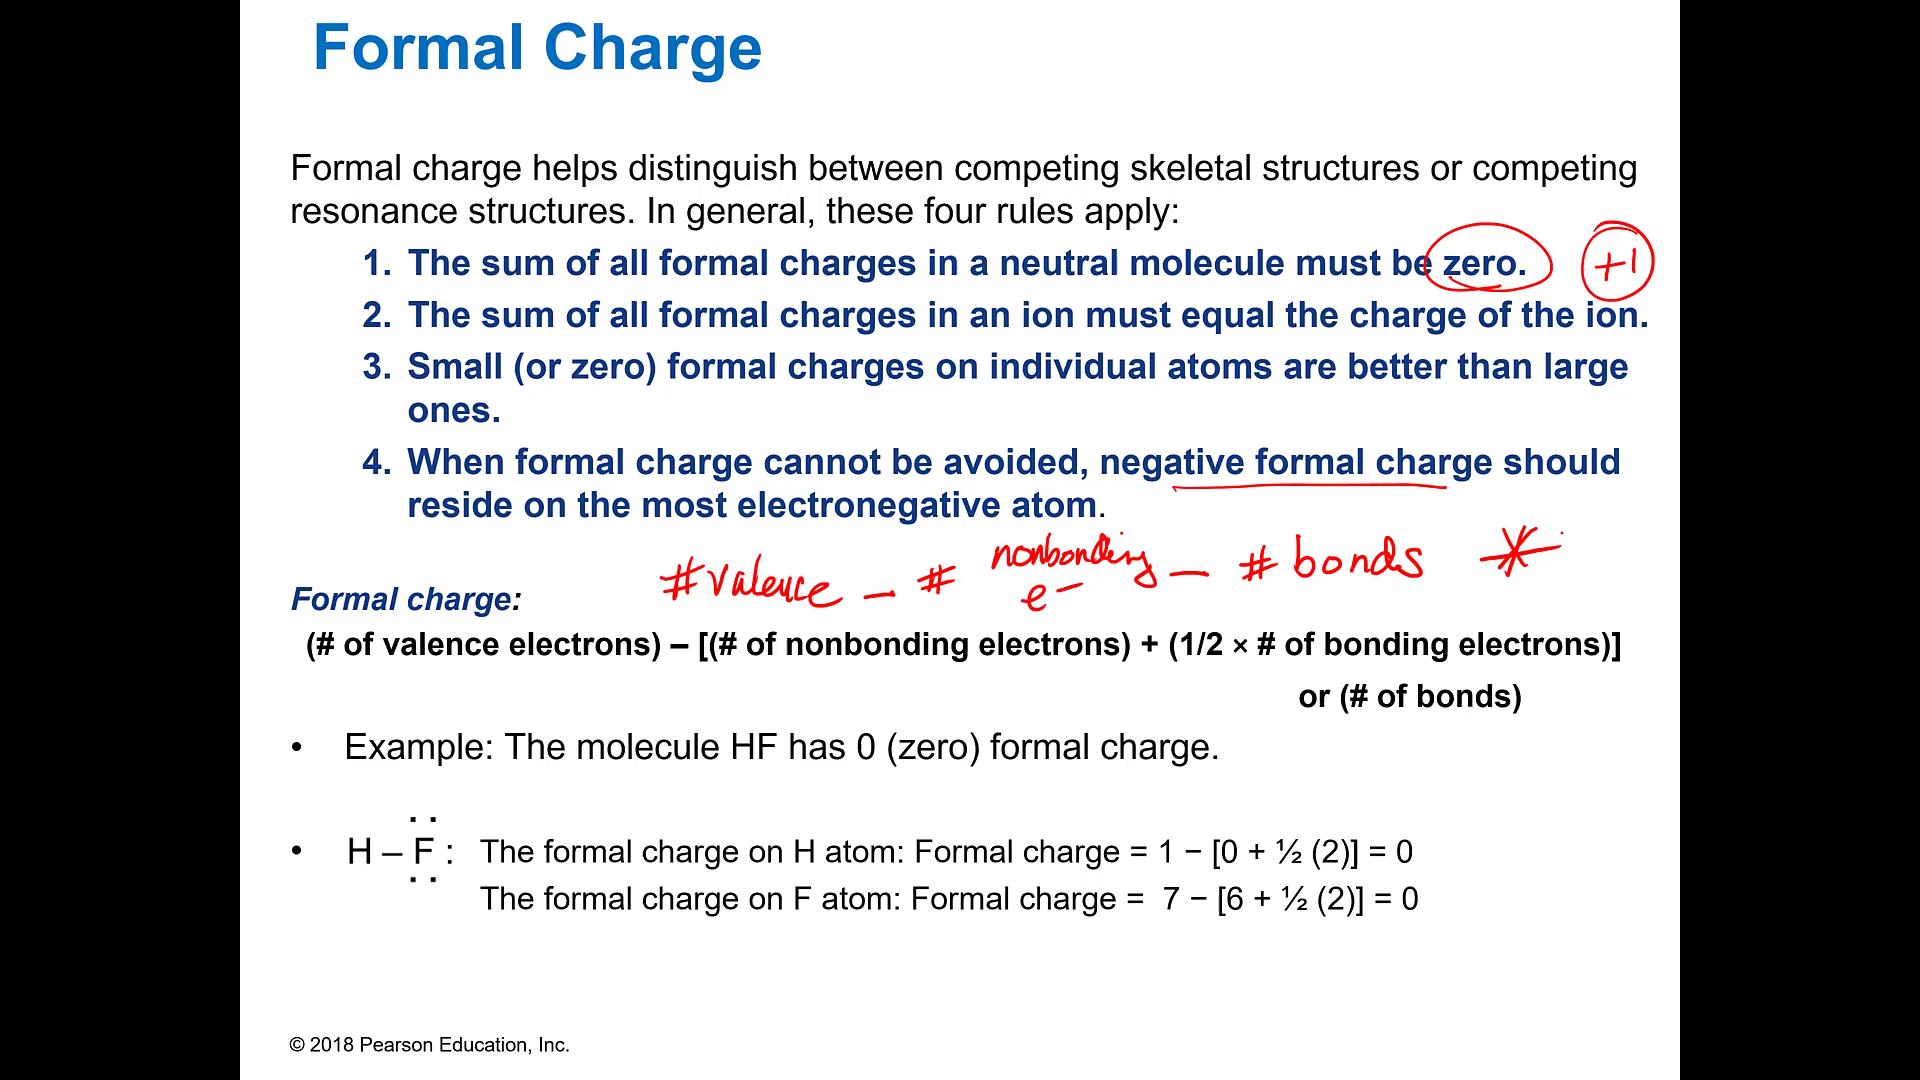 Formal Charge
Formal charge helps distinguish between competing skeletal structures or competing
resonance structures. In general, these four rules apply:
1. The sum of all formal charges in a neutral molecule must be zero. +1
2. The sum of all formal charges in an ion must equal the charge of the ion.
3. Small (or zero) formal charges on individual atoms are better than large
ones.
4. When formal charge cannot be avoided, negative formal charge should
reside on the most electronegative atom.
#valence – # nonbonding e⁻ – # bonds *
Formal charge:
(# of valence electrons) – [(# of nonbonding electrons) + (1/2 × # of bonding electrons)]
or (# of bonds)
• Example: The molecule HF has 0 (zero) formal charge.
• H – F : The formal charge on H atom: Formal charge = 1 − [0 + ½ (2)] = 0
The formal charge on F atom: Formal charge = 7 − [6 + ½ (2)] = 0
© 2018 Pearson Education, Inc.